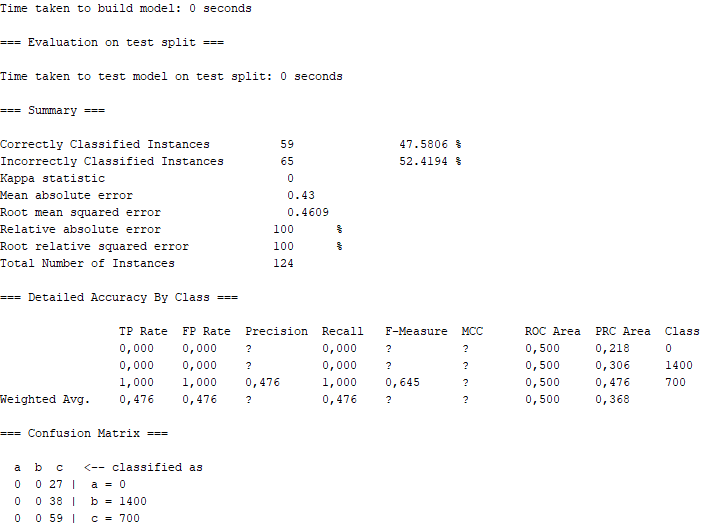 Time taken to build model: 0 seconds
=== Evaluation on test split ===
Time taken to test model on test split: 0 seconds
=== Summary ===
Correctly Classified Instances 59 47.5806 %
Incorrectly Classified Instances 65 52.4194 %
Kappa statistic 0
Mean absolute error 0.43
Root mean squared error 0.4609
Relative absolute error 100 %
Root relative squared error 100 %
Total Number of Instances 124
=== Detailed Accuracy By Class ===
TP Rate FP Rate Precision Recall F-Measure MCC ROC Area PRC Area Class
0,000 0,000 ? 0,000 ? ? 0,500 0,218 0
0,000 0,000 ? 0,000 ? ? 0,500 0,306 1400
1,000 1,000 0,476 1,000 0,645 ? 0,500 0,476 700
Weighted Avg. 0,476 0,476 ? 0,476 ? ? 0,500 0,368
=== Confusion Matrix ===
a b c <-- classified as
0 0 27 | a = 0
0 0 38 | b = 1400
0 0 59 | c = 700